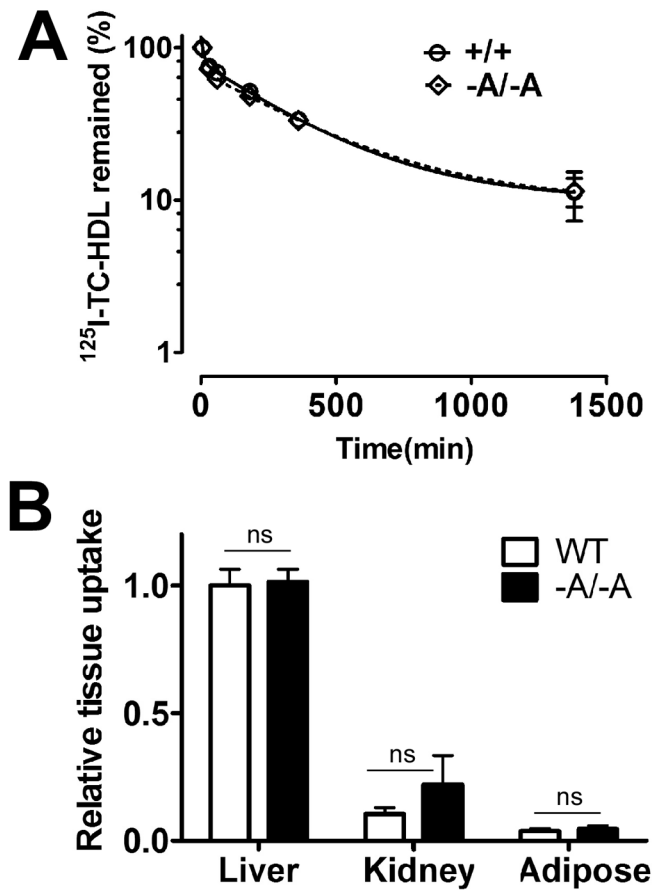 A
¹²⁵I-TC-HDL remained (%)
100
10
1
+/+
-A/-A
0 500 1000 1500
Time(min)
B
Relative tissue uptake
1.0
0.5
0.0
ns
ns
ns
WT
-A/-A
Liver Kidney Adipose